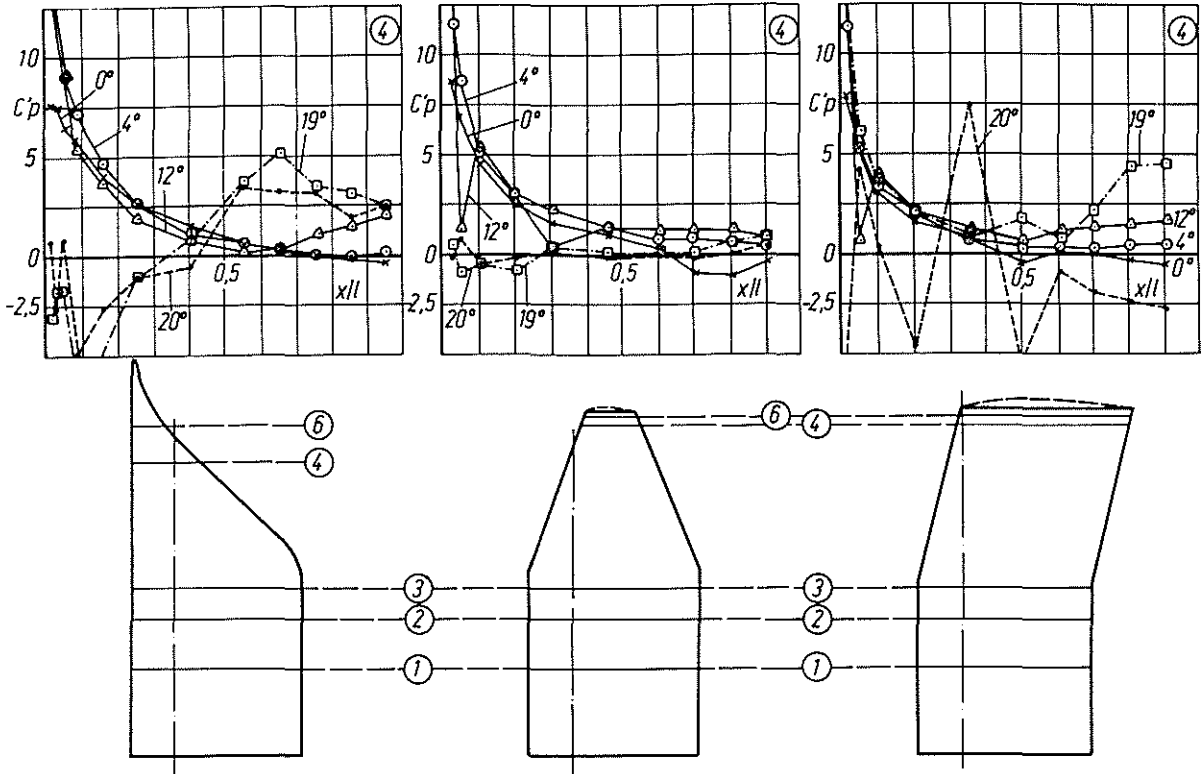 ④ ④ ④
10 10 10
0° 4° 4° 20°
C'p C'p 0° C'p 19°
4° 19°
5 5 5
12° 12°
12° 4°
0 0 0 0°
0,5 0,5 0,5
x/l x/l x/l
-2,5 -2,5 -2,5
20° 20° 19°
⑥ ⑥ ④
④
③ ③
② ②
① ①